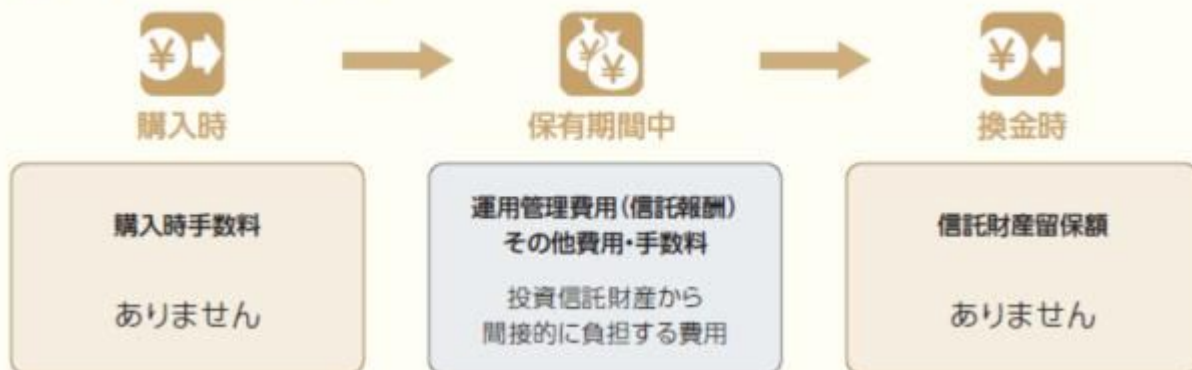 購入時
保有期間中
換金時
購入時手数料
ありません
運用管理費用(信託報酬)
その他費用・手数料
投資信託財産から
間接的に負担する費用
信託財産留保額
ありません